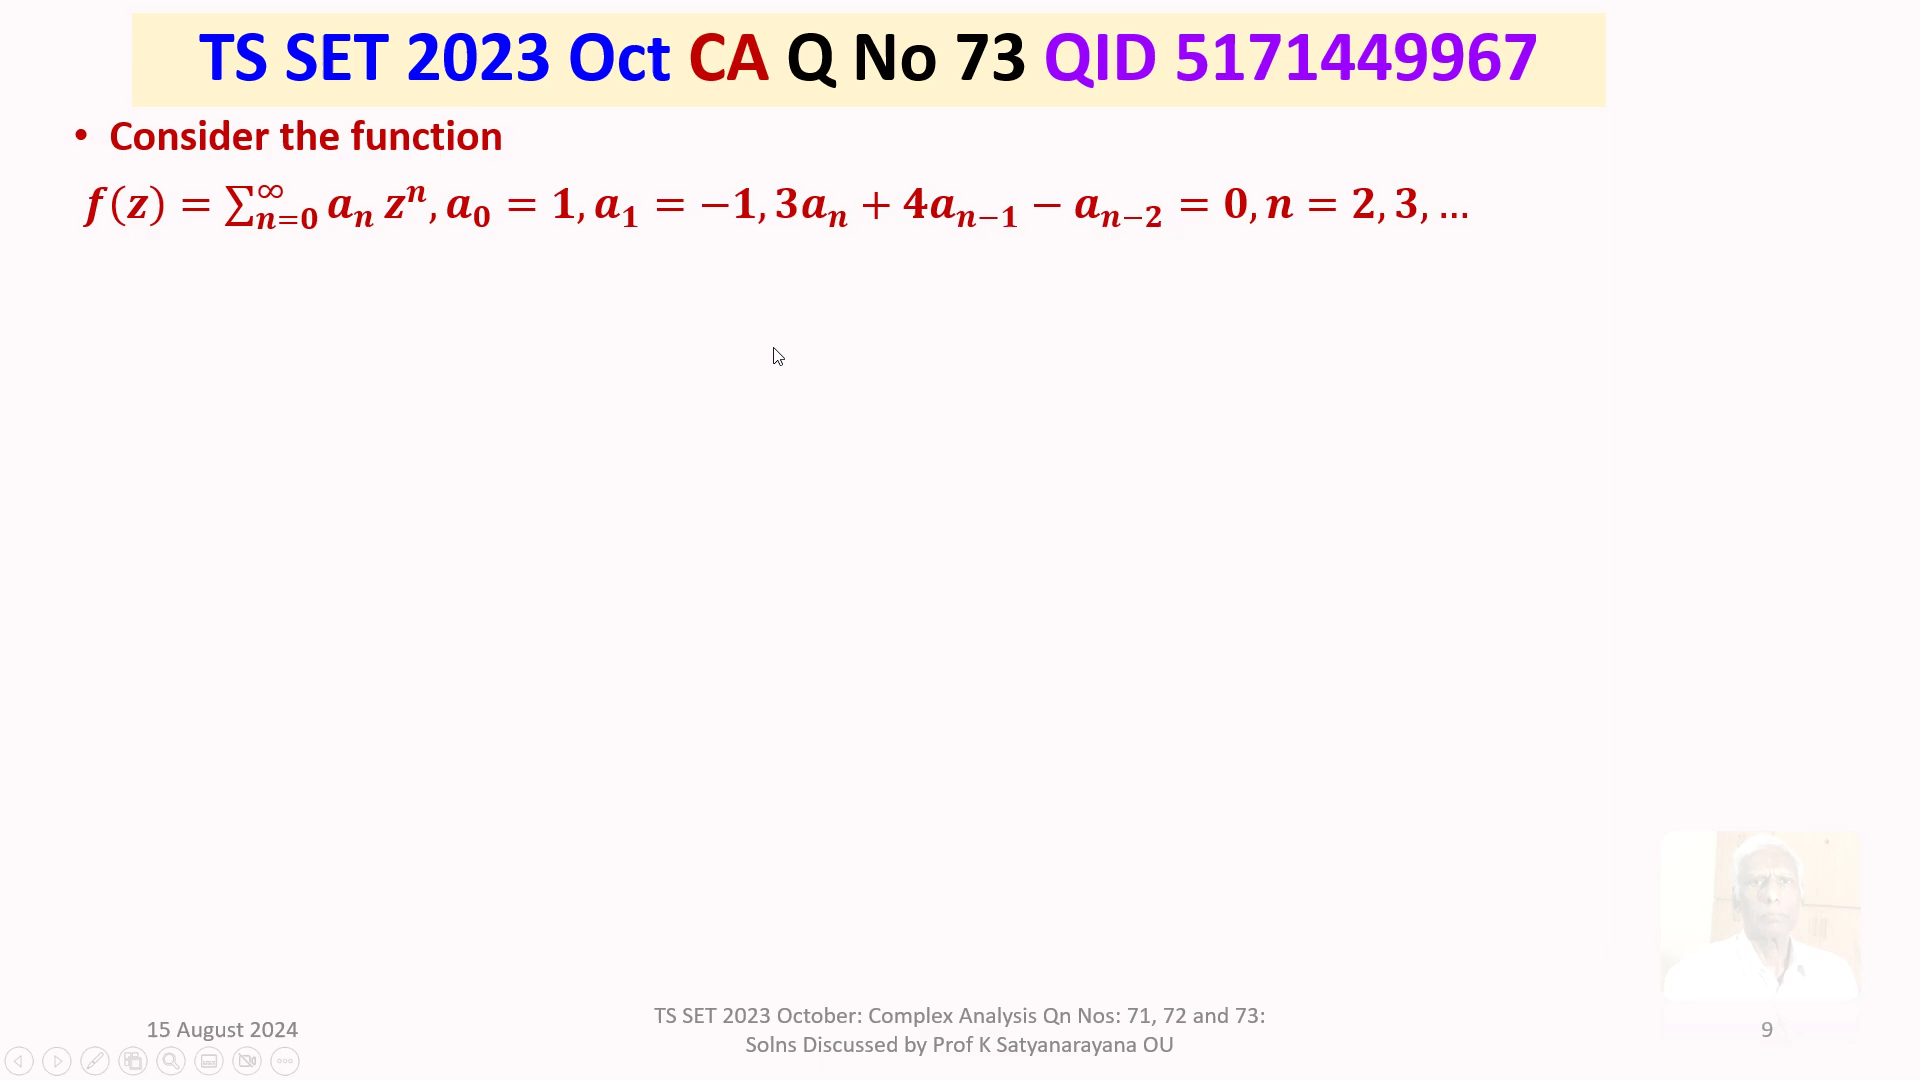 TS SET 2023 Oct CA Q No 73 QID 5171449967
• Consider the function
f(z) = ∑_{n=0}^{∞} a_n z^n, a_0 = 1, a_1 = −1, 3a_n + 4a_{n−1} − a_{n−2} = 0, n = 2, 3, …
15 August 2024
TS SET 2023 October: Complex Analysis Qn Nos: 71, 72 and 73:
Solns Discussed by Prof K Satyanarayana OU
9